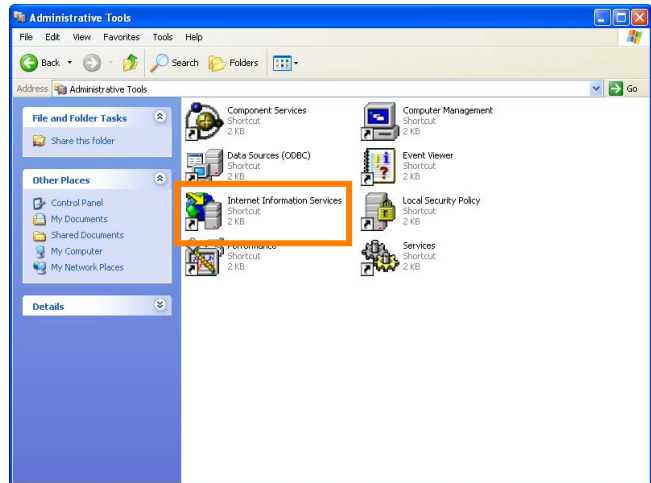 Administrative Tools
File Edit View Favorites Tools Help
Back Search Folders
Address Administrative Tools Go
File and Folder Tasks
Share this folder
Other Places
Control Panel
My Documents
Shared Documents
My Computer
My Network Places
Details
Component Services
Shortcut
2 KB
Computer Management
Shortcut
2 KB
Data Sources (ODBC)
Shortcut
2 KB
Event Viewer
Shortcut
2 KB
Internet Information Services
Shortcut
2 KB
Local Security Policy
Shortcut
2 KB
Performance
Shortcut
2 KB
Services
Shortcut
2 KB